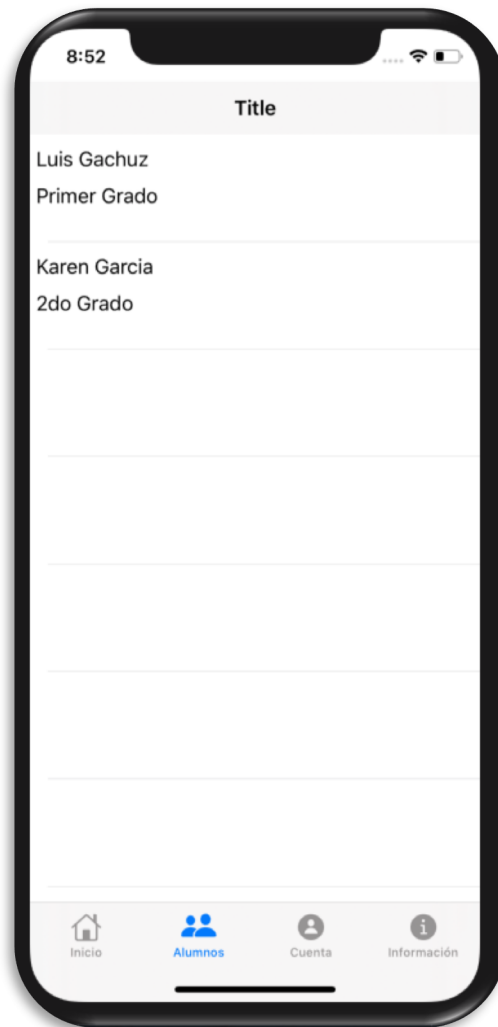 8:52
Title
Luis Gachuz
Primer Grado
Karen Garcia
2do Grado
Inicio
Alumnos
Cuenta
Información